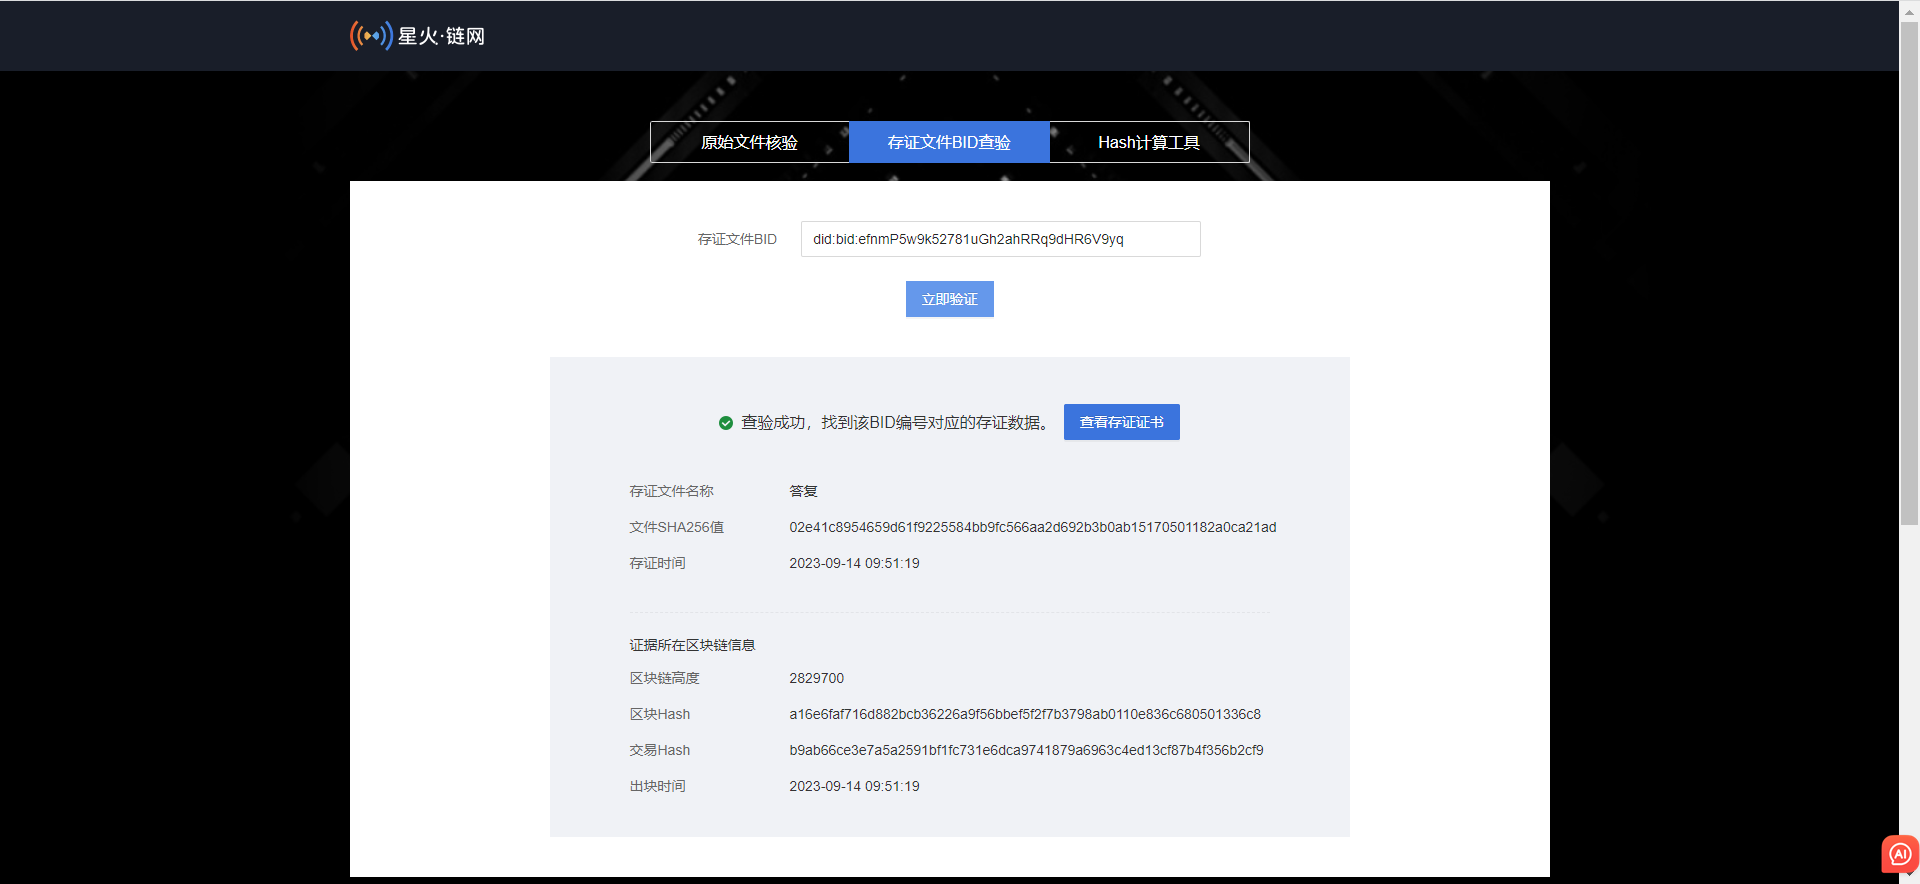 星火·链网
原始文件核验
存证文件BID查验
Hash计算工具
存证文件BID
did:bid:efnmP5w9k52781uGh2ahRRq9dHR6V9yq
立即验证
查验成功，找到该BID编号对应的存证数据。
查看存证证书
存证文件名称 答复
文件SHA256值 02e41c8954659d61f9225584bb9fc566aa2d692b3b0ab15170501182a0ca21ad
存证时间 2023-09-14 09:51:19
证据所在区块链信息
区块链高度 2829700
区块Hash a16e6faf716d882bcb36226a9f56bbef5f2f7b3798ab0110e836c680501336c8
交易Hash b9ab66ce3e7a5a2591bf1fc731e6dca9741879a6963c4ed13cf87b4f356b2cf9
出块时间 2023-09-14 09:51:19
AI